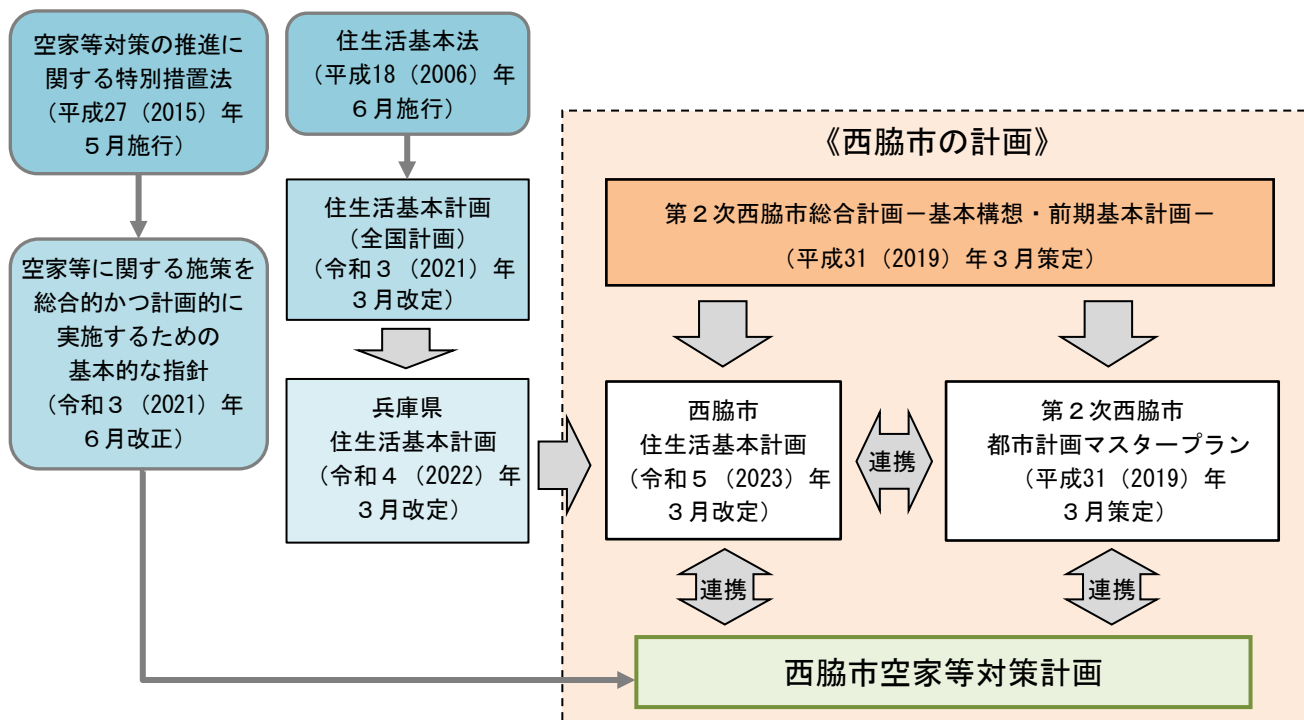 空家等対策の推進に
関する特別措置法
（平成27（2015）年
５月施行）
空家等に関する施策を
総合的かつ計画的に
実施するための
基本的な指針
（令和３（2021）年
６月改正）
住生活基本法
（平成18（2006）年
６月施行）
住生活基本計画
（全国計画）
（令和３（2021）年
３月改定）
兵庫県
住生活基本計画
（令和４（2022）年
３月改定）
《西脇市の計画》
第２次西脇市総合計画－基本構想・前期基本計画－
（平成31（2019）年３月策定）
西脇市
住生活基本計画
（令和５（2023）年
３月改定）
連携
第２次西脇市
都市計画マスタープラン
（平成31（2019）年
３月策定）
連携
連携
西脇市空家等対策計画